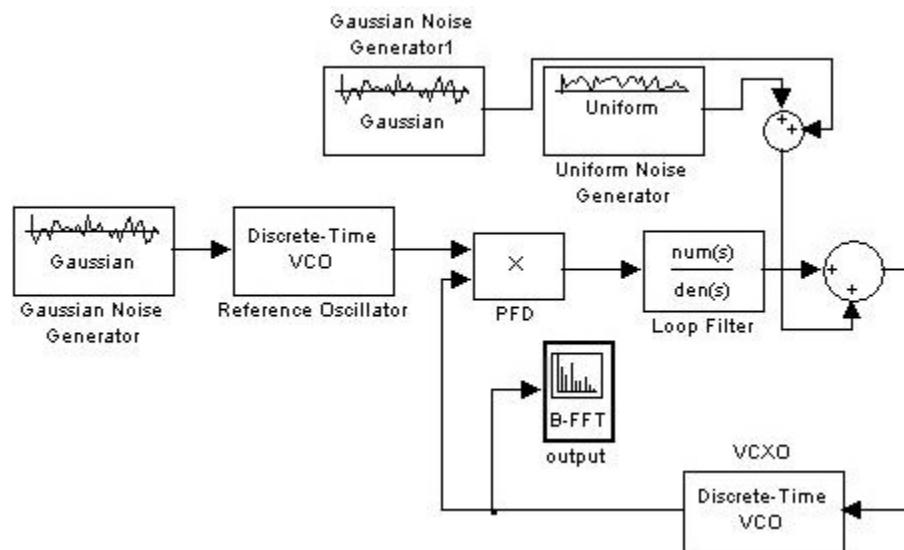 Gaussian Noise
Generator1
Gaussian
Uniform
Uniform Noise
Generator
+
+
Gaussian
Gaussian Noise
Generator
Discrete-Time
VCO
Reference Oscillator
×
PFD
num(s)
den(s)
Loop Filter
+
+
B-FFT
output
VCXO
Discrete-Time
VCO